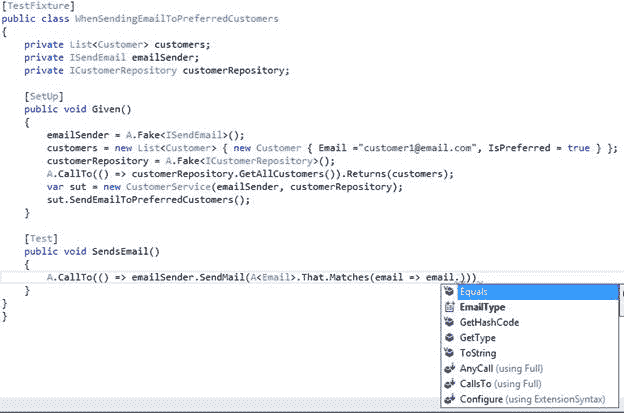 [TestFixture]
public class WhenSendingEmailToPreferredCustomers
{
private List<Customer> customers;
private ISendEmail emailSender;
private ICustomerRepository customerRepository;
[SetUp]
public void Given()
{
emailSender = A.Fake<ISendEmail>();
customers = new List<Customer> { new Customer { Email ="customer1@email.com", IsPreferred = true } };
customerRepository = A.Fake<ICustomerRepository>();
A.CallTo(() => customerRepository.GetAllCustomers()).Returns(customers);
var sut = new CustomerService(emailSender, customerRepository);
sut.SendEmailToPreferredCustomers();
}
[Test]
public void SendsEmail()
{
A.CallTo(() => emailSender.SendMail(A<Email>.That.Matches(email => email.)))
}
}
}
Equals
EmailType
GetHashCode
GetType
ToString
AnyCall (using Full)
CallsTo (using Full)
Configure (using ExtensionSyntax)